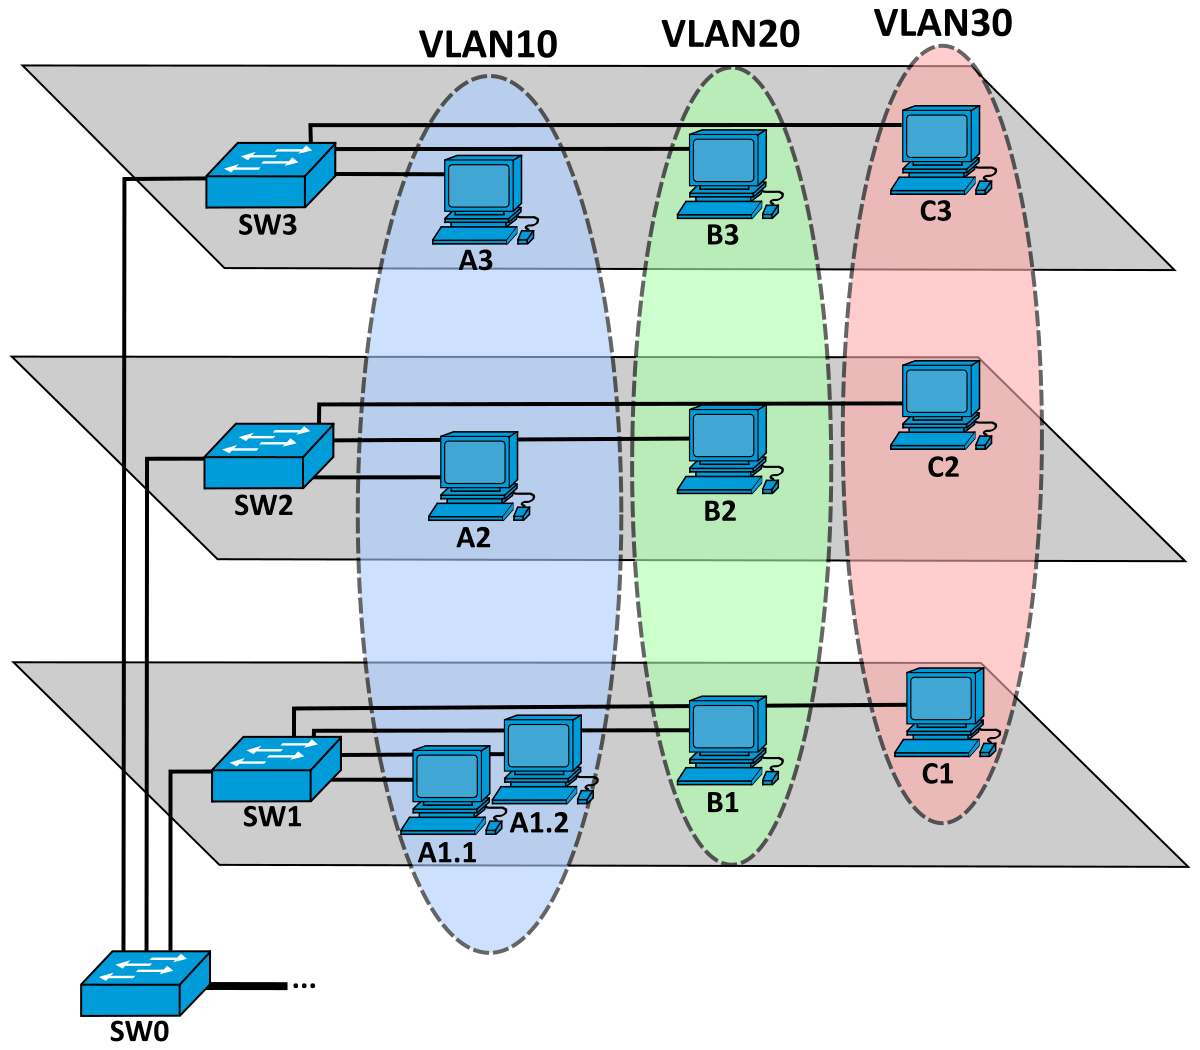 VLAN10
VLAN20
VLAN30
SW3
A3
B3
C3
SW2
A2
B2
C2
SW1
A1.1
A1.2
B1
C1
SW0
...